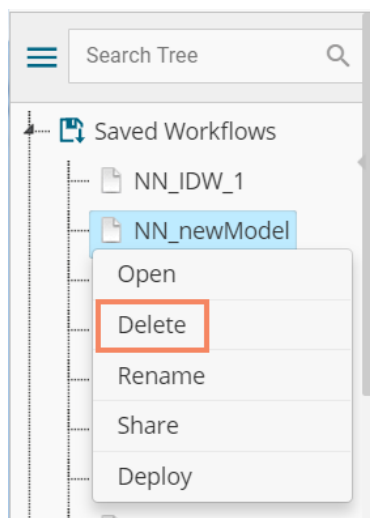 Search Tree
Saved Workflows
NN_IDW_1
NN_newModel
Open
Delete
Rename
Share
Deploy